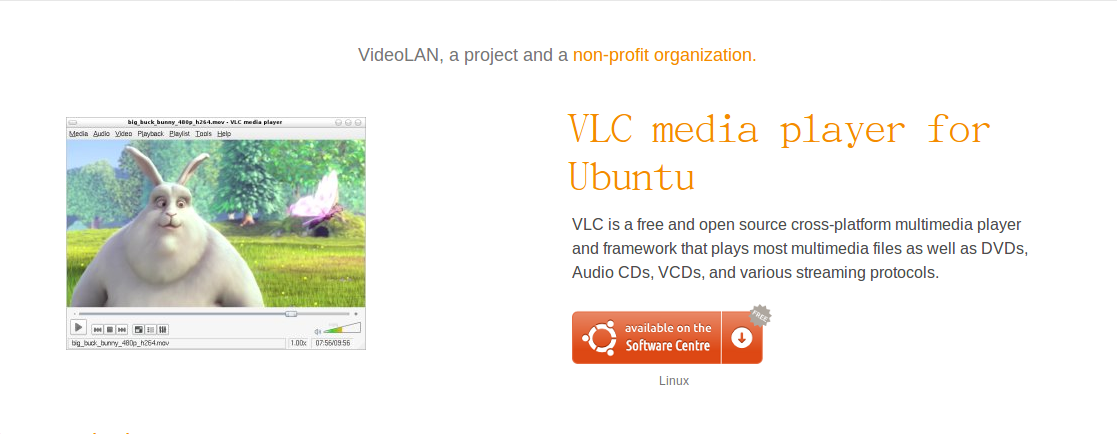 VideoLAN, a project and a non-profit organization.
big_buck_bunny_480p_h264.mov - VLC media player
Media Audio Video Playback Playlist Tools Help
big_buck_bunny_480p_h264.mov 1.00x 07:56/09:56
VLC media player for
Ubuntu
VLC is a free and open source cross-platform multimedia player
and framework that plays most multimedia files as well as DVDs,
Audio CDs, VCDs, and various streaming protocols.
FREE
available on the
Software Centre
Linux